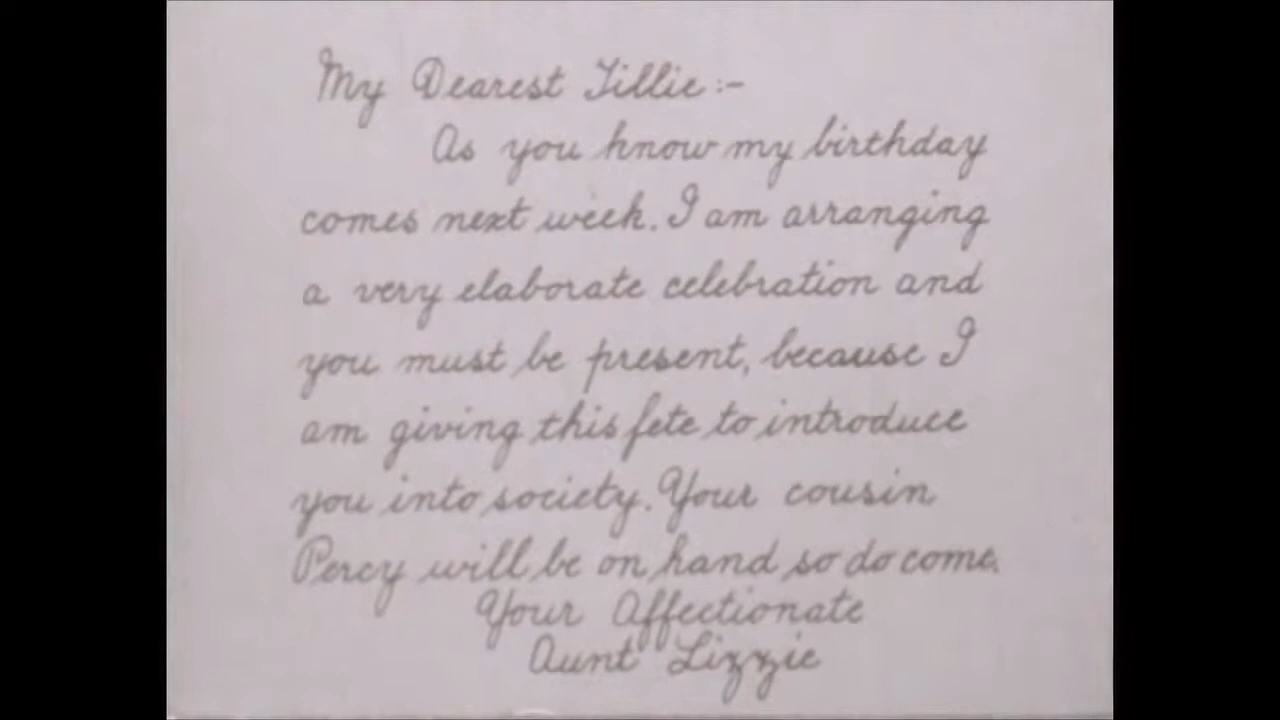 My Dearest Tillie :-
As you know my birthday
comes next week. I am arranging
a very elaborate celebration and
you must be present, because I
am giving this fete to introduce
you into society. Your cousin
Percy will be on hand so do come.
Your Affectionate
Aunt Lizzie